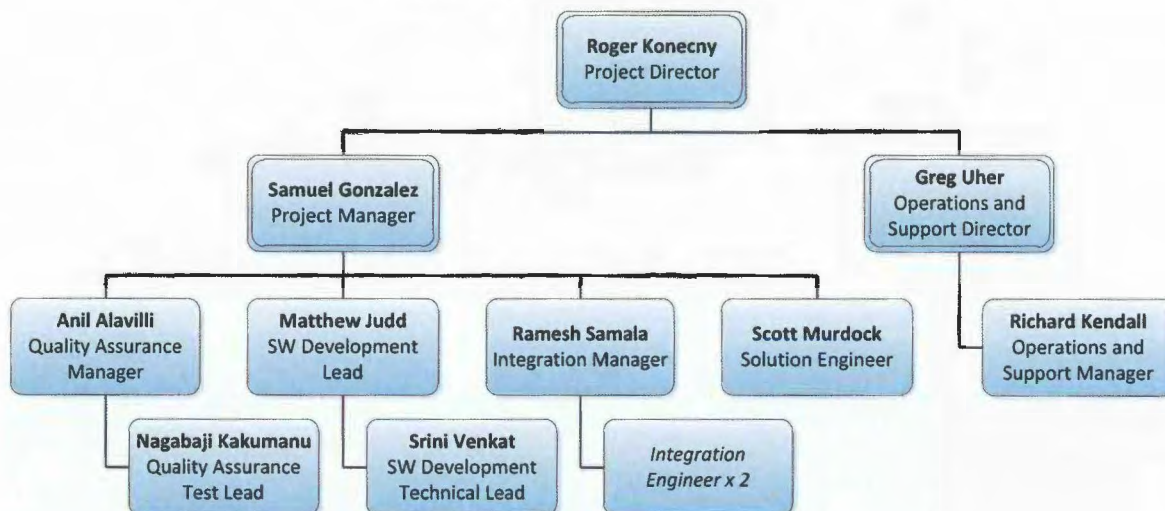 Roger Konecny
Project Director
Samuel Gonzalez
Project Manager
Greg Uher
Operations and
Support Director
Anil Alavilli
Quality Assurance
Manager
Matthew Judd
SW Development
Lead
Ramesh Samala
Integration Manager
Scott Murdock
Solution Engineer
Richard Kendall
Operations and
Support Manager
Nagabaji Kakumanu
Quality Assurance
Test Lead
Srini Venkat
SW Development
Technical Lead
Integration
Engineer x 2